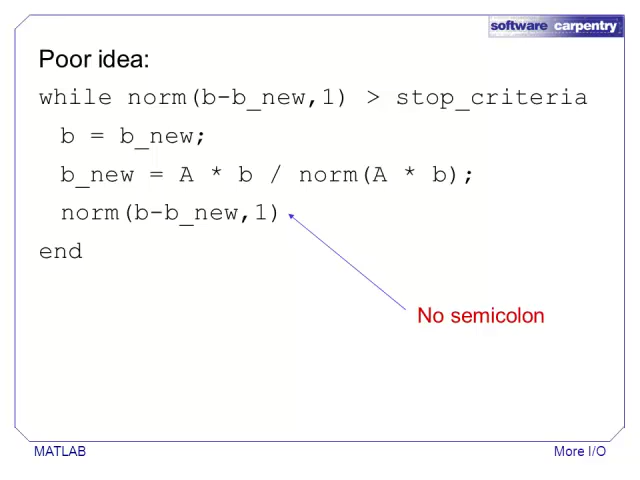 software carpentry
Poor idea:
while norm(b-b_new,1) > stop_criteria
b = b_new;
b_new = A * b / norm(A * b);
norm(b-b_new,1)
end
No semicolon
MATLAB
More I/O